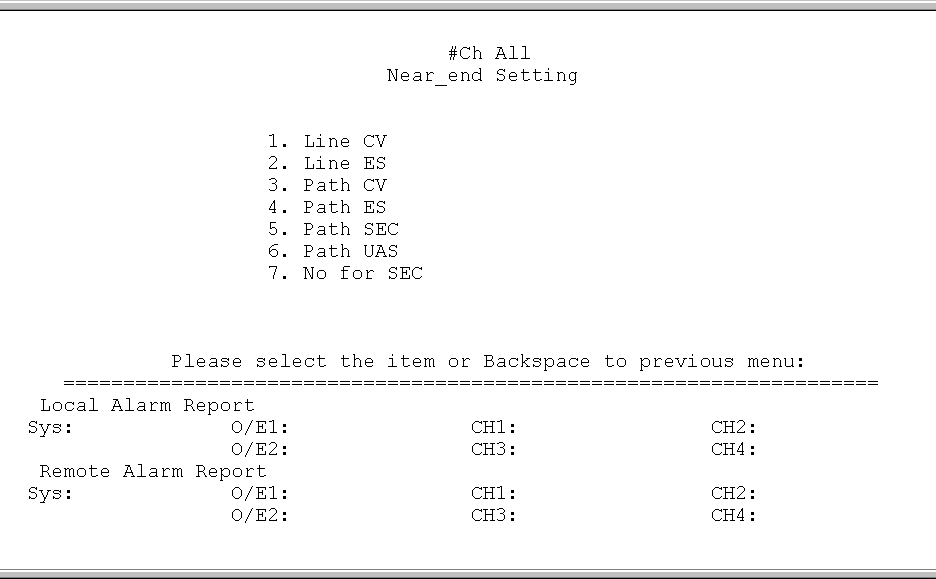 #Ch All
Near_end Setting
1. Line CV
2. Line ES
3. Path CV
4. Path ES
5. Path SEC
6. Path UAS
7. No for SEC
Please select the item or Backspace to previous menu:
====================================================================
Local Alarm Report
Sys: O/E1: CH1: CH2:
O/E2: CH3: CH4:
Remote Alarm Report
Sys: O/E1: CH1: CH2:
O/E2: CH3: CH4: